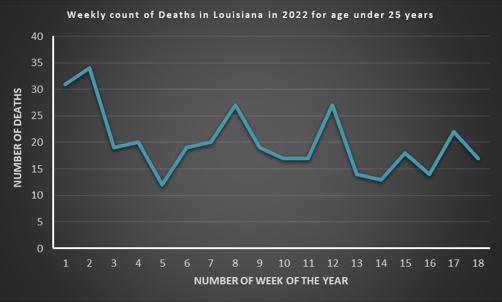 Weekly count of Deaths in Louisiana in 2022 for age under 25 years
40
35
30
25
20
15
10
5
0
NUMBER OF DEATHS
1 2 3 4 5 6 7 8 9 10 11 12 13 14 15 16 17 18
NUMBER OF WEEK OF THE YEAR